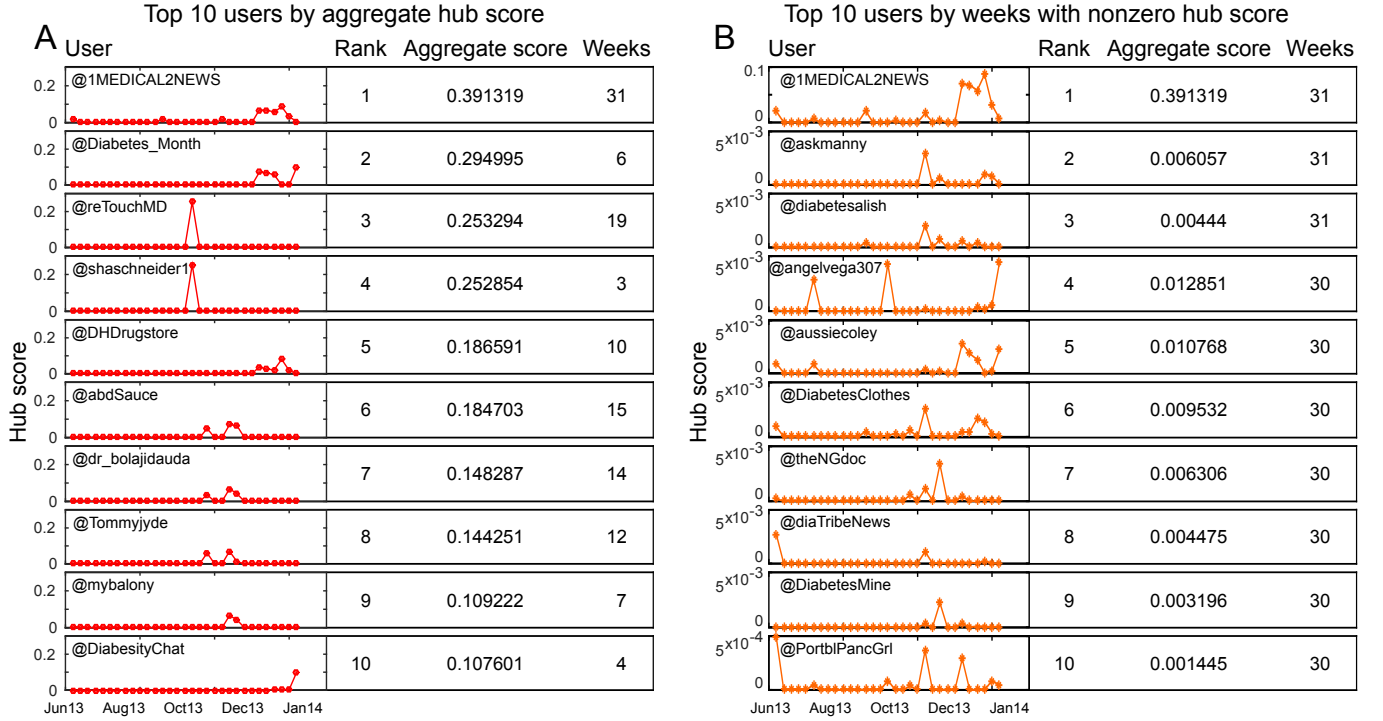 Top 10 users by aggregate hub score
A User Rank Aggregate score Weeks
0.2 @1MEDICAL2NEWS 1 0.391319 31
0
0.2 @Diabetes_Month 2 0.294995 6
0
0.2 @reTouchMD 3 0.253294 19
0
0.2 @shaschneider1 4 0.252854 3
0
0.2 @DHDrugstore 5 0.186591 10
0
0.2 @abdSauce 6 0.184703 15
0
0.2 @dr_bolajidauda 7 0.148287 14
0
0.2 @Tommyjyde 8 0.144251 12
0
0.2 @mybalony 9 0.109222 7
0
0.2 @DiabesityChat 10 0.107601 4
0
Hub score
Jun13 Aug13 Oct13 Dec13 Jan14
Top 10 users by weeks with nonzero hub score
B User Rank Aggregate score Weeks
0.1 @1MEDICAL2NEWS 1 0.391319 31
0
5x10-3 @askmanny 2 0.006057 31
0
5x10-3 @diabetesalish 3 0.00444 31
0
5x10-3 @angelvega307 4 0.012851 30
0
5x10-3 @aussiecoley 5 0.010768 30
0
5x10-3 @DiabetesClothes 6 0.009532 30
0
5x10-3 @theNGdoc 7 0.006306 30
0
5x10-3 @diaTribeNews 8 0.004475 30
0
5x10-3 @DiabetesMine 9 0.003196 30
0
5x10-4 @PortblPancGrl 10 0.001445 30
0
Hub score
Jun13 Aug13 Oct13 Dec13 Jan14